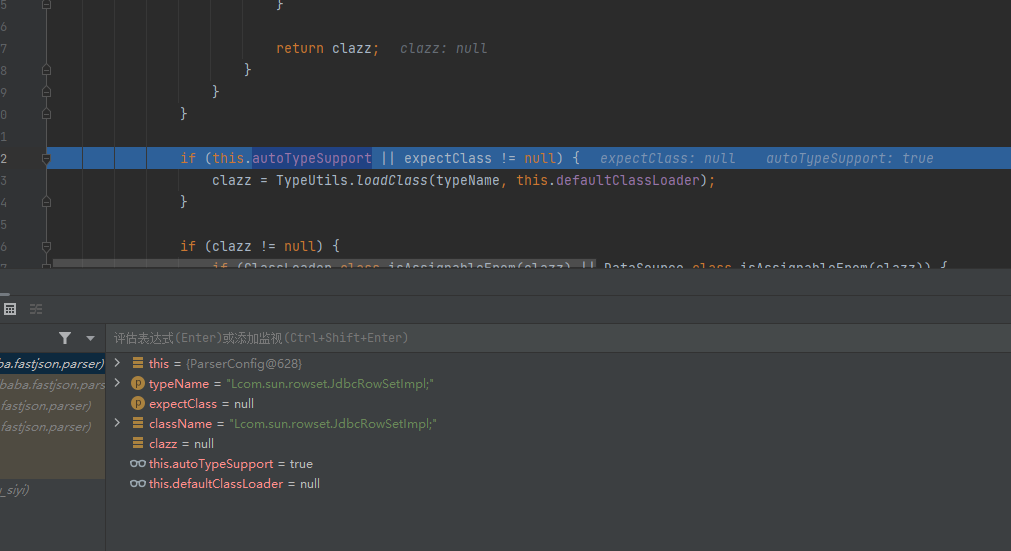 5 }
6
7 return clazz; clazz: null
8 }
9 }
0 }
1
2 if (this.autoTypeSupport || expectClass != null) { expectClass: null autoTypeSupport: true
3 clazz = TypeUtils.loadClass(typeName, this.defaultClassLoader);
4 }
5
6 if (clazz != null) {
7 if (ClassLoader.class.isAssignableFrom(clazz) || DataSource.class.isAssignableFrom(clazz)) {
评估表达式(Enter)或添加监视(Ctrl+Shift+Enter)
ba.fastjson.parser)
baba.fastjson.pars
fastjson.parser)
fastjson.parser)
_siyi)
this = {ParserConfig@628}
typeName = "Lcom.sun.rowset.JdbcRowSetImpl;"
expectClass = null
className = "Lcom.sun.rowset.JdbcRowSetImpl;"
clazz = null
this.autoTypeSupport = true
this.defaultClassLoader = null